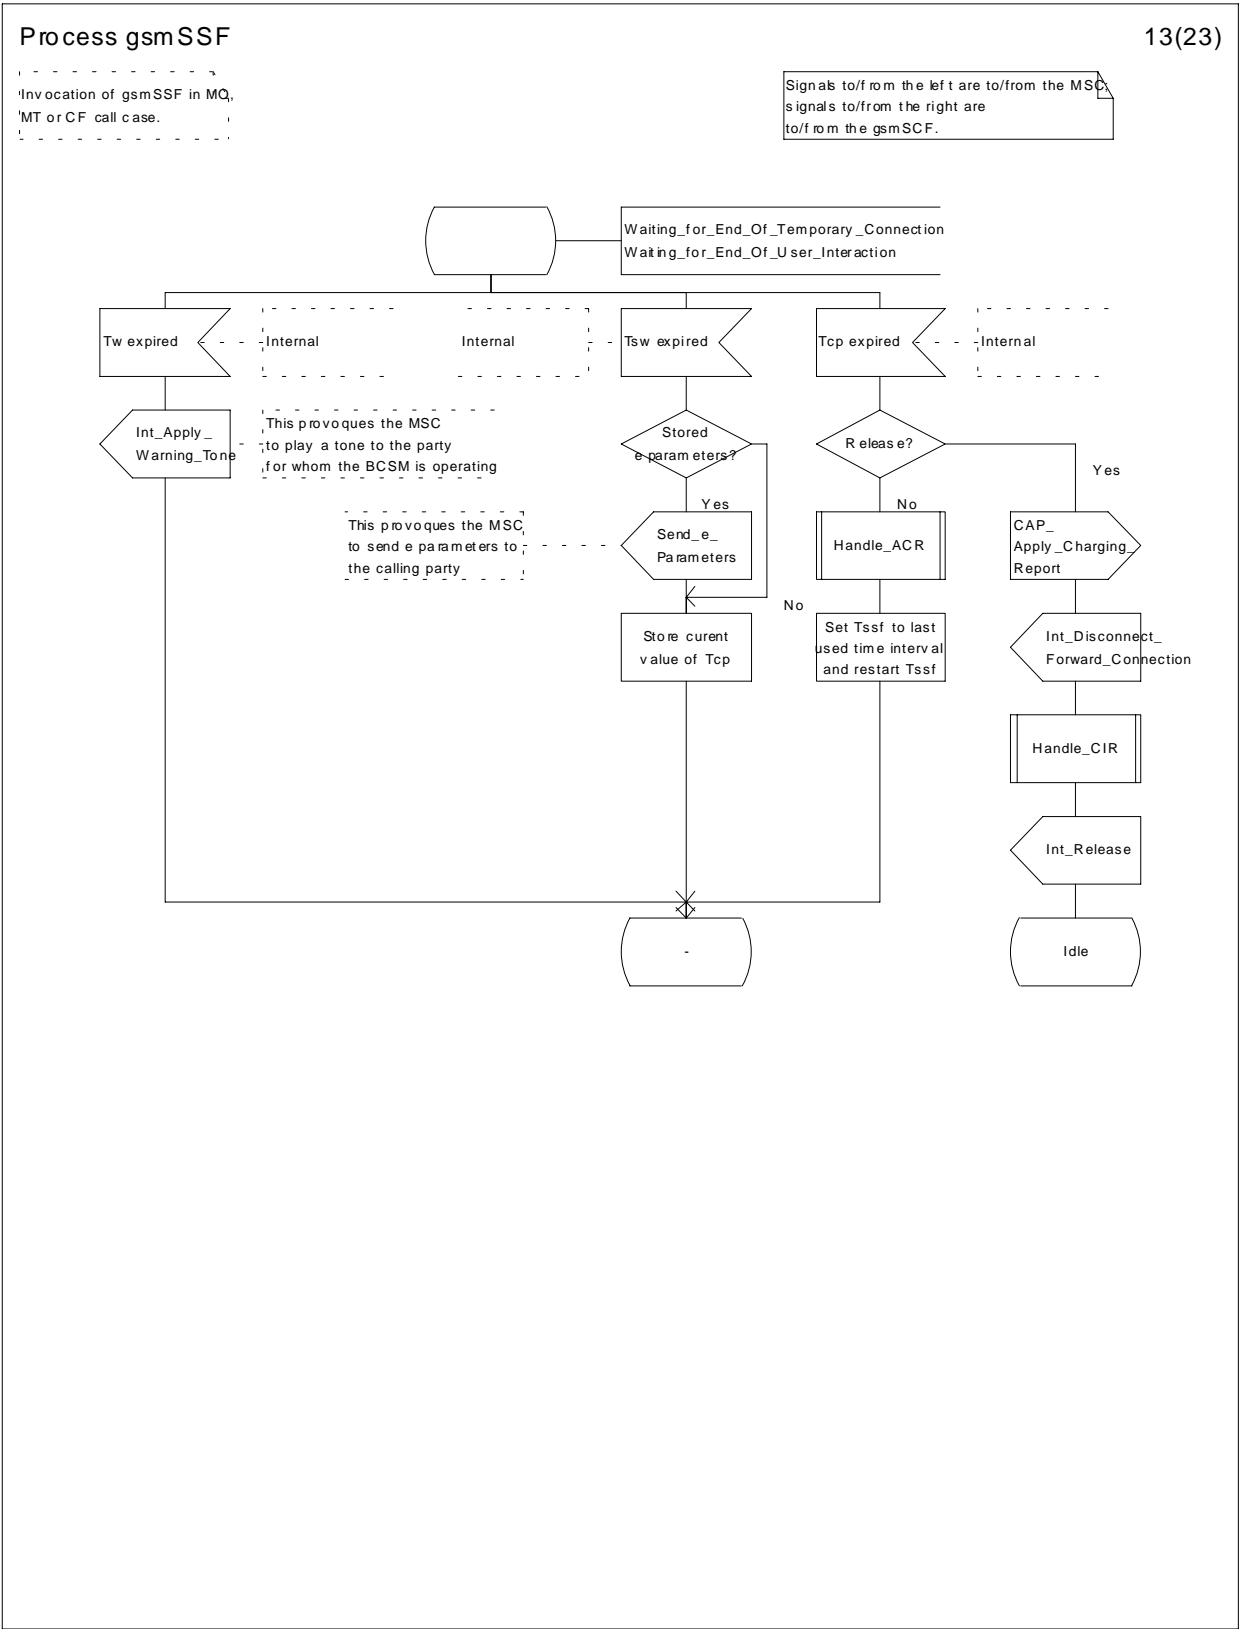 Process gsmSSF
13(23)
Invocation of gsmSSF in MO,
MT or CF call case.
Signals to/from the left are to/from the MSC;
signals to/from the right are
to/from the gsmSCF.
Waiting_for_End_Of_Temporary_Connection
Waiting_for_End_Of_User_Interaction
Tw expired
Internal
Internal
Tsw expired
Tcp expired
Internal
Int_Apply_
Warning_Tone
This provoques the MSC
to play a tone to the party
for whom the BCSM is operating
Stored
e parameters?
Release?
Yes
Yes
No
This provoques the MSC
to send e parameters to
the calling party
Send_e_
Parameters
Handle_ACR
CAP_
Apply_Charging_
Report
No
Store curent
value of Tcp
Set Tssf to last
used time interval
and restart Tssf
Int_Disconnect_
Forward_Connection
Handle_CIR
Int_Release
-
Idle